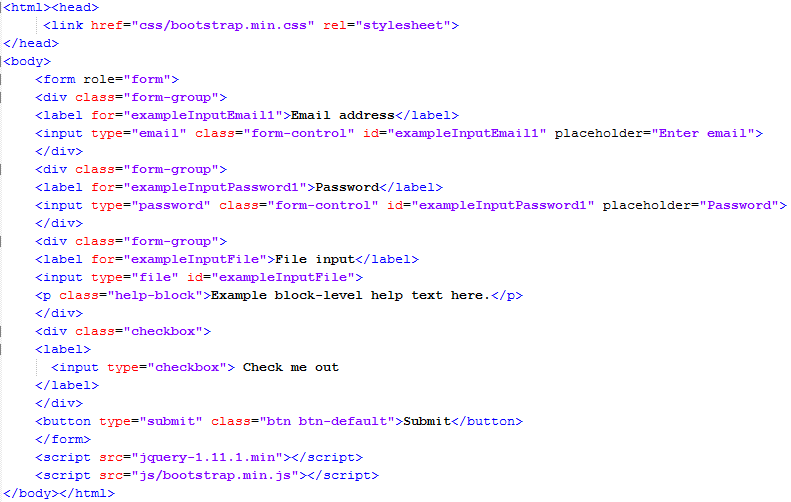 <html><head>
<link href="css/bootstrap.min.css" rel="stylesheet">
</head>
<body>
<form role="form">
<div class="form-group">
<label for="exampleInputEmail1">Email address</label>
<input type="email" class="form-control" id="exampleInputEmail1" placeholder="Enter email">
</div>
<div class="form-group">
<label for="exampleInputPassword1">Password</label>
<input type="password" class="form-control" id="exampleInputPassword1" placeholder="Password">
</div>
<div class="form-group">
<label for="exampleInputFile">File input</label>
<input type="file" id="exampleInputFile">
<p class="help-block">Example block-level help text here.</p>
</div>
<div class="checkbox">
<label>
<input type="checkbox"> Check me out
</label>
</div>
<button type="submit" class="btn btn-default">Submit</button>
</form>
<script src="jquery-1.11.1.min"></script>
<script src="js/bootstrap.min.js"></script>
</body></html>